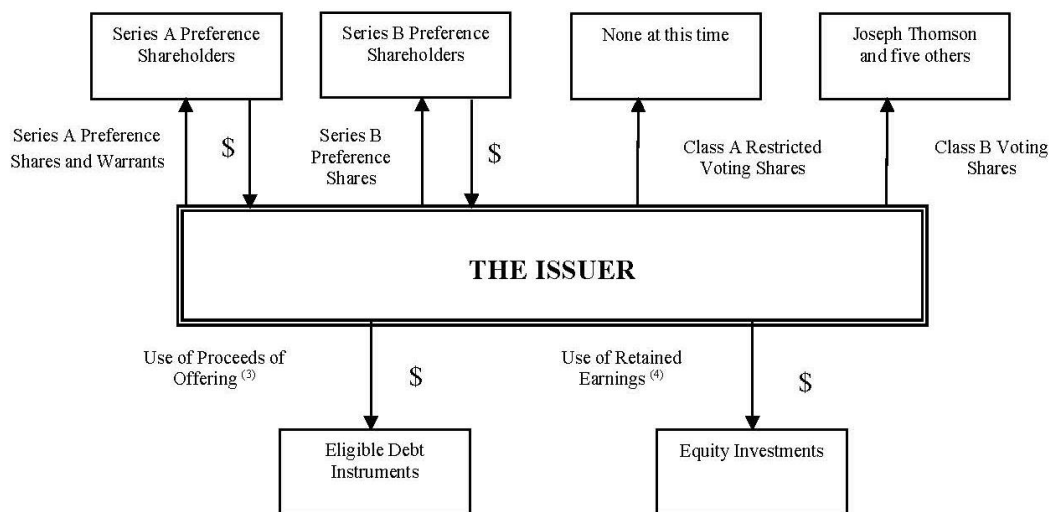 Series A Preference
Shareholders
Series B Preference
Shareholders
None at this time
Joseph Thomson
and five others
Series A Preference
Shares and Warrants
$
Series B
Preference
Shares
$
Class A Restricted
Voting Shares
Class B Voting
Shares
THE ISSUER
Use of Proceeds of
Offering (3)
$
Use of Retained
Earnings (4)
$
Eligible Debt
Instruments
Equity Investments